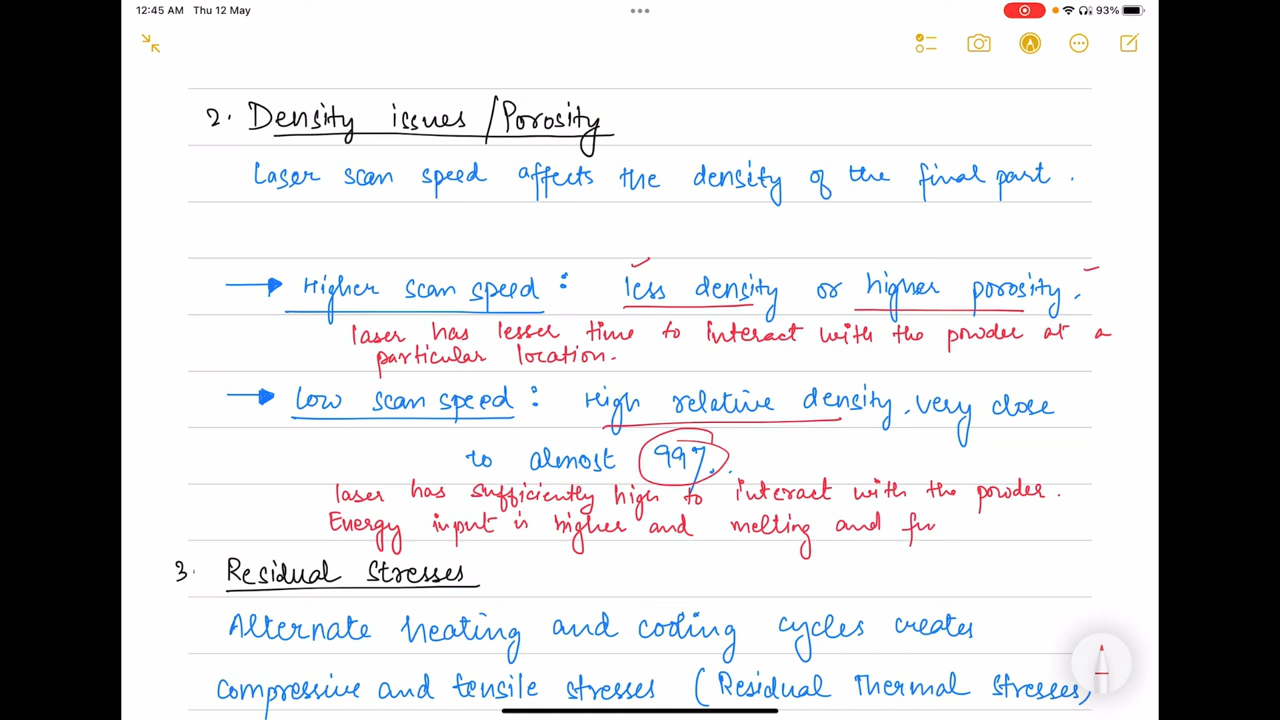 12:45 AM Thu 12 May
93%
2. Density issues / Porosity
Laser scan speed affects the density of the final part.
→ Higher scan speed : less density or higher porosity.
laser has lesser time to interact with the powder at a
particular location.
→ Low scan speed : High relative density, very close
to almost 99%.
laser has sufficiently high to interact with the powder.
Energy input is higher and melting and fu
3. Residual Stresses
Alternate heating and cooling cycles creates
compressive and tensile stresses (Residual Thermal Stresses)